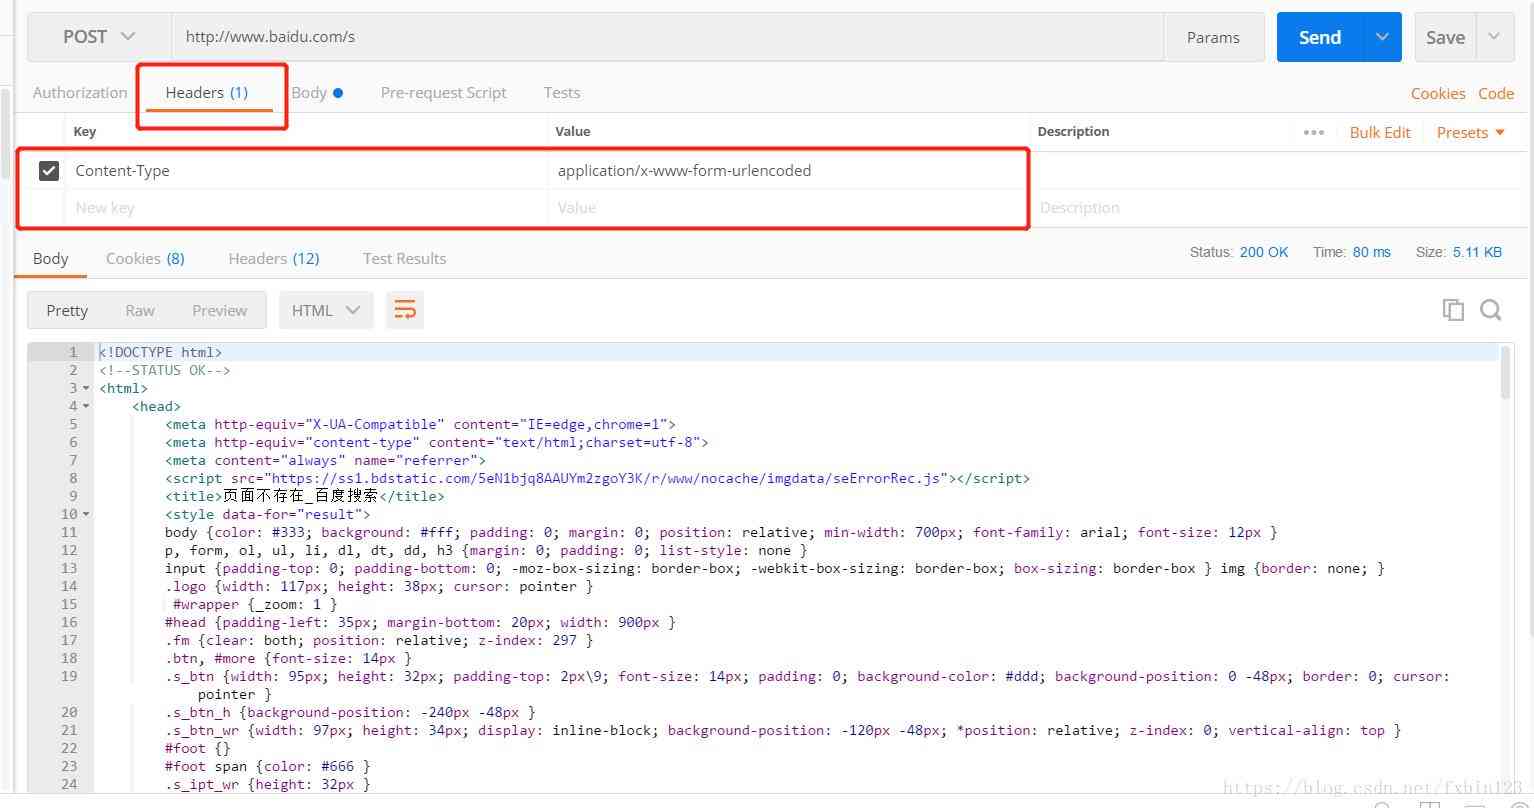 POST http://www.baidu.com/s Params Send Save
Authorization Headers (1) Body Pre-request Script Tests Cookies Code
Key Value Description ••• Bulk Edit Presets
Content-Type application/x-www-form-urlencoded
New key Value Description
Body Cookies (8) Headers (12) Test Results Status: 200 OK Time: 80 ms Size: 5.11 KB
Pretty Raw Preview HTML
1 <!DOCTYPE html>
2 <!--STATUS OK-->
3 <html>
4 <head>
5 <meta http-equiv="X-UA-Compatible" content="IE=edge,chrome=1">
6 <meta http-equiv="content-type" content="text/html;charset=utf-8">
7 <meta content="always" name="referrer">
8 <script src="https://ss1.bdstatic.com/5eN1bjq8AAUYm2zgoY3K/r/www/nocache/imgdata/seErrorRec.js"></script>
9 <title>页面不存在_百度搜索</title>
10 <style data-for="result">
11 body {color: #333; background: #fff; padding: 0; margin: 0; position: relative; min-width: 700px; font-family: arial; font-size: 12px }
12 p, form, ol, ul, li, dl, dt, dd, h3 {margin: 0; padding: 0; list-style: none }
13 input {padding-top: 0; padding-bottom: 0; -moz-box-sizing: border-box; -webkit-box-sizing: border-box; box-sizing: border-box } img {border: none; }
14 .logo {width: 117px; height: 38px; cursor: pointer }
15 #wrapper {_zoom: 1 }
16 #head {padding-left: 35px; margin-bottom: 20px; width: 900px }
17 .fm {clear: both; position: relative; z-index: 297 }
18 .btn, #more {font-size: 14px }
19 .s_btn {width: 95px; height: 32px; padding-top: 2px\9; font-size: 14px; padding: 0; background-color: #ddd; background-position: 0 -48px; border: 0; cursor:
pointer }
20 .s_btn_h {background-position: -240px -48px }
21 .s_btn_wr {width: 97px; height: 34px; display: inline-block; background-position: -120px -48px; *position: relative; z-index: 0; vertical-align: top }
22 #foot {}
23 #foot span {color: #666 }
24 .s_ipt_wr {height: 32px }
https://blog.csdn.net/fxbin123